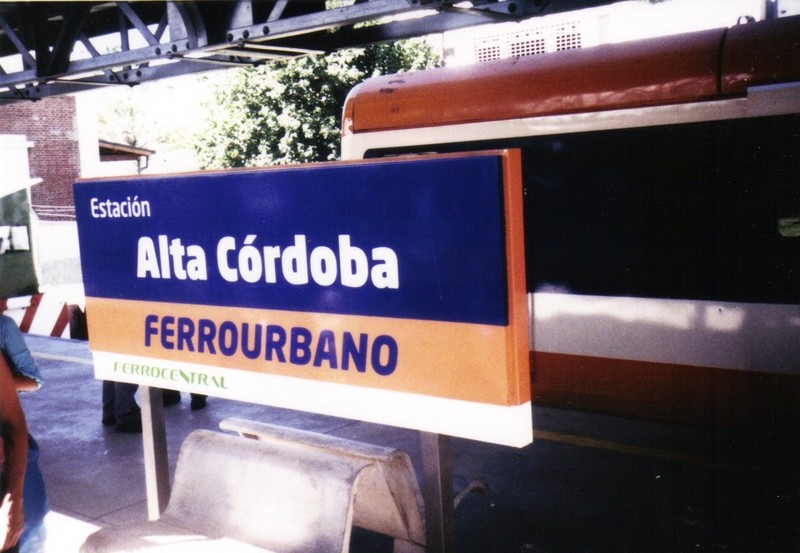 Estación
Alta Córdoba
FERROURBANO
FERROCENTRAL